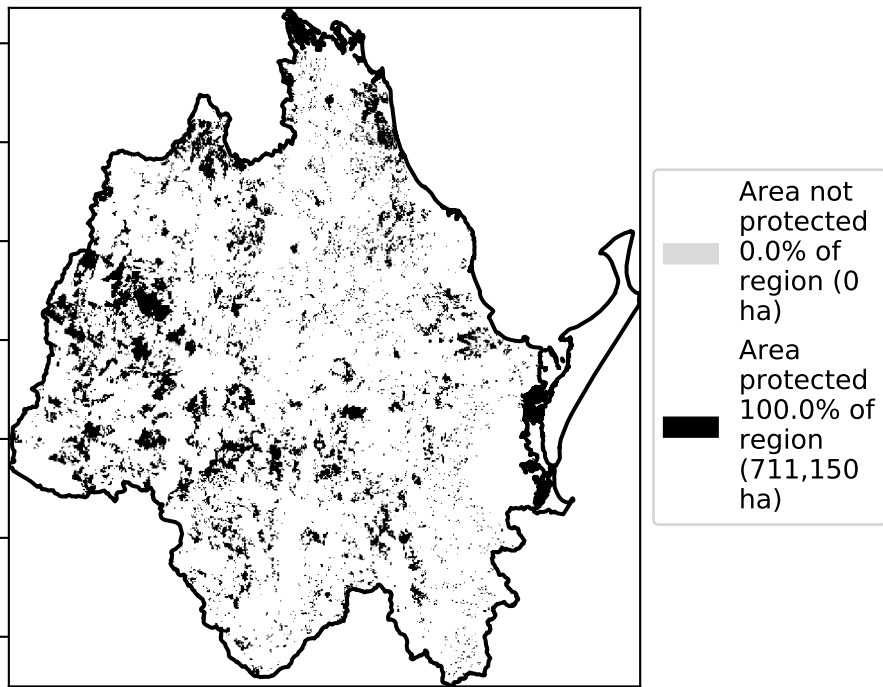 Area not
protected
0.0% of
region (0
ha)
Area
protected
100.0% of
region
(711,150
ha)